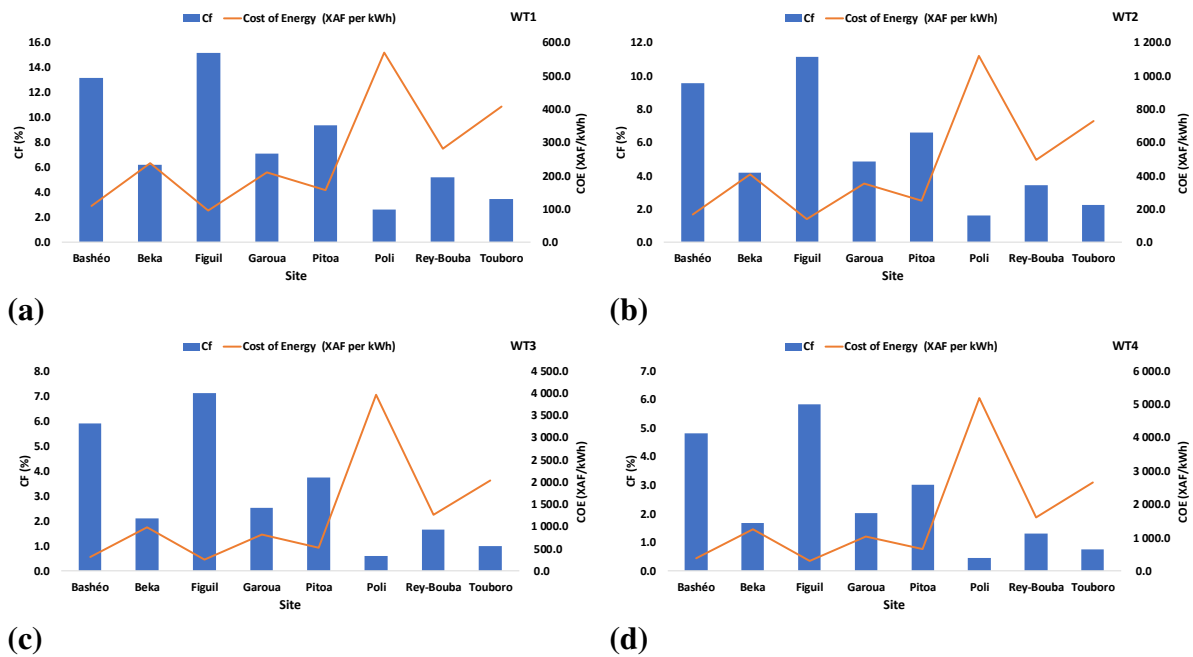 Cf Cost of Energy (XAF per kWh) WT1
16.0
14.0
12.0
10.0
8.0
6.0
4.0
2.0
0.0
CF (%)
600.0
500.0
400.0
300.0
200.0
100.0
0.0
COE (XAF/kWh)
Bashéo Beka Figuil Garoua Pitoa Poli Rey-Bouba Touboro
Site
(a)
Cf Cost of Energy (XAF per kWh) WT2
12.0
10.0
8.0
6.0
4.0
2.0
0.0
CF (%)
1 200.0
1 000.0
800.0
600.0
400.0
200.0
0.0
COE (XAF/kWh)
Bashéo Beka Figuil Garoua Pitoa Poli Rey-Bouba Touboro
Site
(b)
Cf Cost of Energy (XAF per kWh) WT3
8.0
7.0
6.0
5.0
4.0
3.0
2.0
1.0
0.0
CF (%)
4 500.0
4 000.0
3 500.0
3 000.0
2 500.0
2 000.0
1 500.0
1 000.0
500.0
0.0
COE (XAF/kWh)
Bashéo Beka Figuil Garoua Pitoa Poli Rey-Bouba Touboro
Site
(c)
Cf Cost of Energy (XAF per kWh) WT4
7.0
6.0
5.0
4.0
3.0
2.0
1.0
0.0
CF (%)
6 000.0
5 000.0
4 000.0
3 000.0
2 000.0
1 000.0
0.0
COE (XAF/kWh)
Bashéo Beka Figuil Garoua Pitoa Poli Rey-Bouba Touboro
Site
(d)